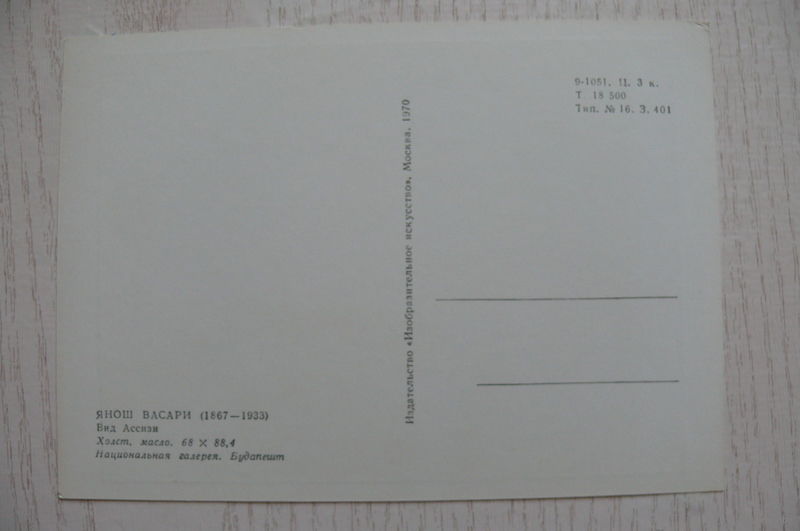 9-1051. Ц. 3 к.
Т. 18 500
Тип. № 16. З. 401
Издательство «Изобразительное искусство», Москва, 1970
ЯНОШ ВАСАРИ (1867—1933)
Вид Ассизи
Холст, масло. 68 × 88,4
Национальная галерея. Будапешт